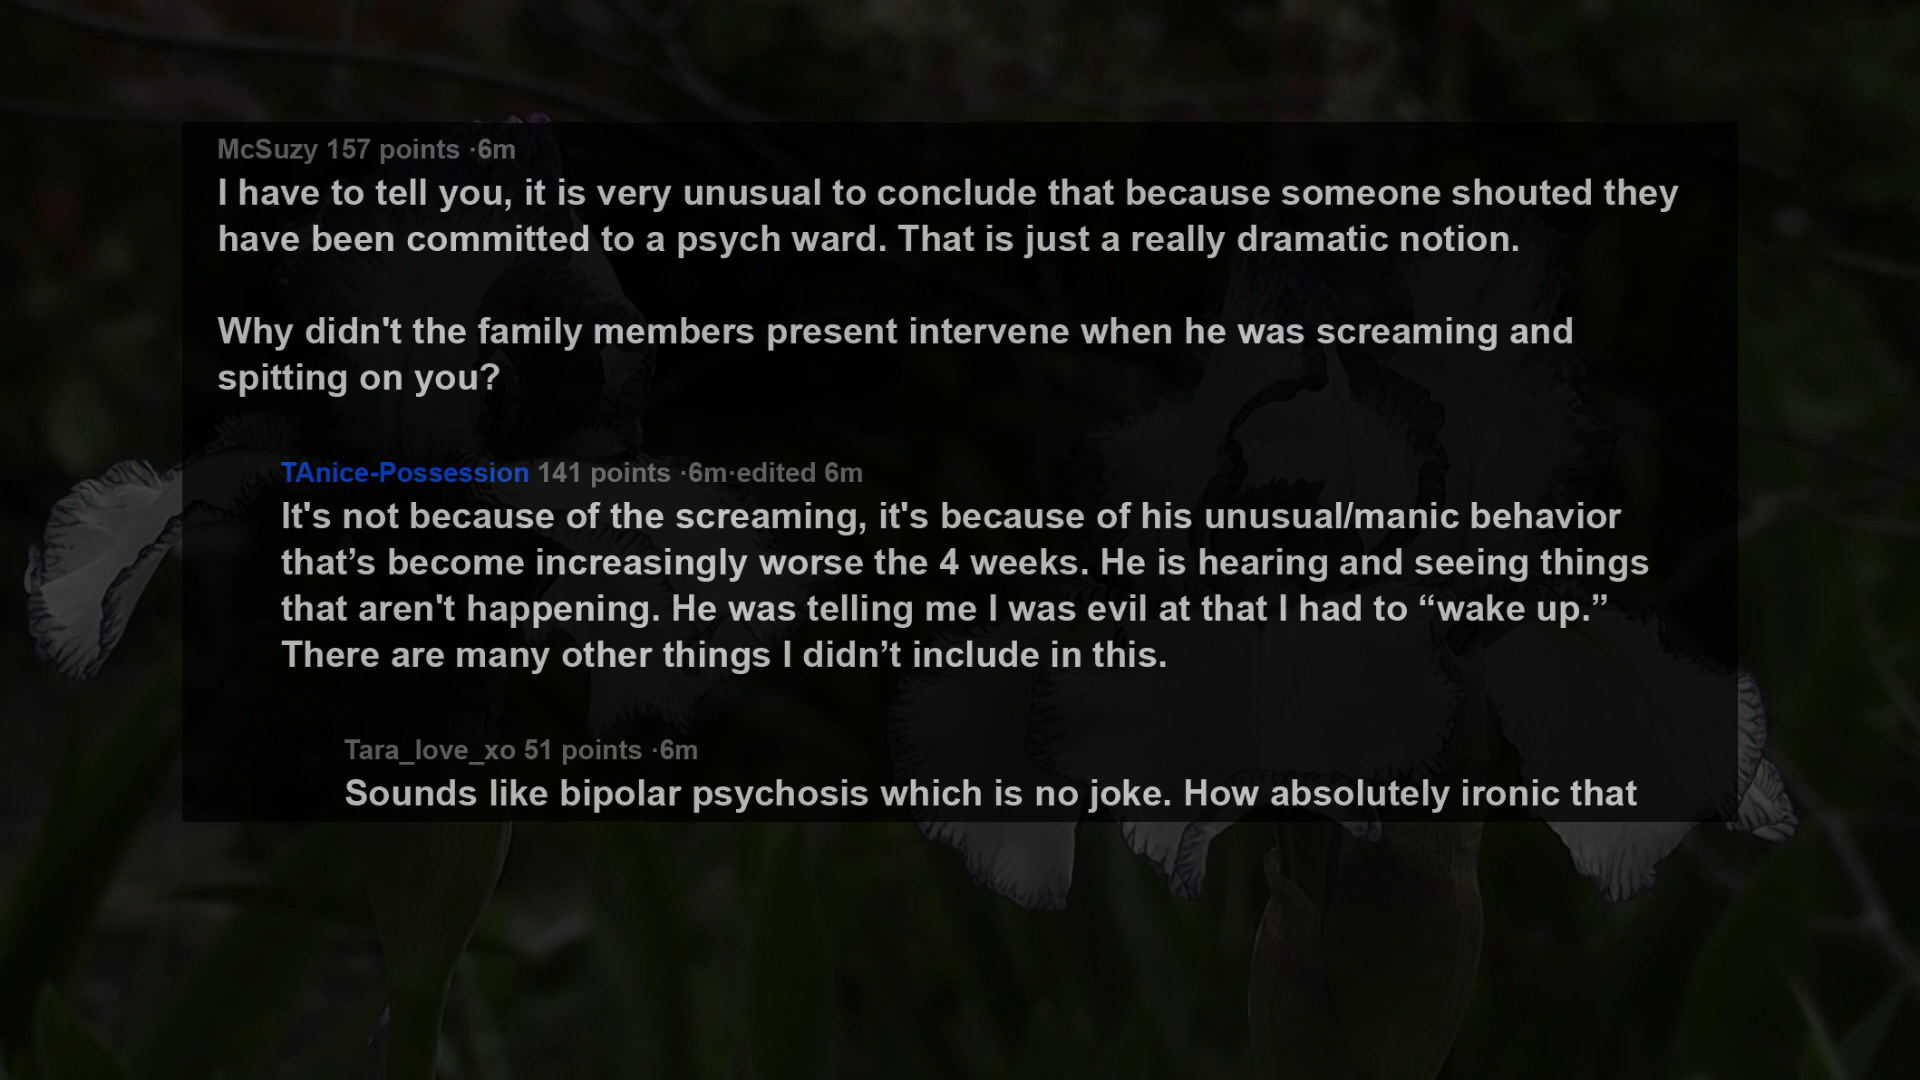 McSuzy 157 points ·6m
I have to tell you, it is very unusual to conclude that because someone shouted they
have been committed to a psych ward. That is just a really dramatic notion.
Why didn't the family members present intervene when he was screaming and
spitting on you?
TAnice-Possession 141 points ·6m·edited 6m
It's not because of the screaming, it's because of his unusual/manic behavior
that’s become increasingly worse the 4 weeks. He is hearing and seeing things
that aren't happening. He was telling me I was evil at that I had to “wake up.”
There are many other things I didn’t include in this.
Tara_love_xo 51 points ·6m
Sounds like bipolar psychosis which is no joke. How absolutely ironic that